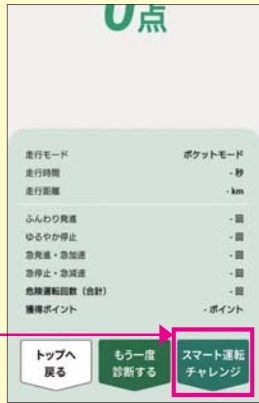 0点
走行モード ポケットモード
走行時間 - 秒
走行距離 - km
ふんわり発進 - 回
ゆるやか停止 - 回
急発進・急加速 - 回
急停止・急減速 - 回
危険運転回数（合計） - 回
獲得ポイント - ポイント
トップへ
戻る
もう一度
診断する
スマート運転
チャレンジ